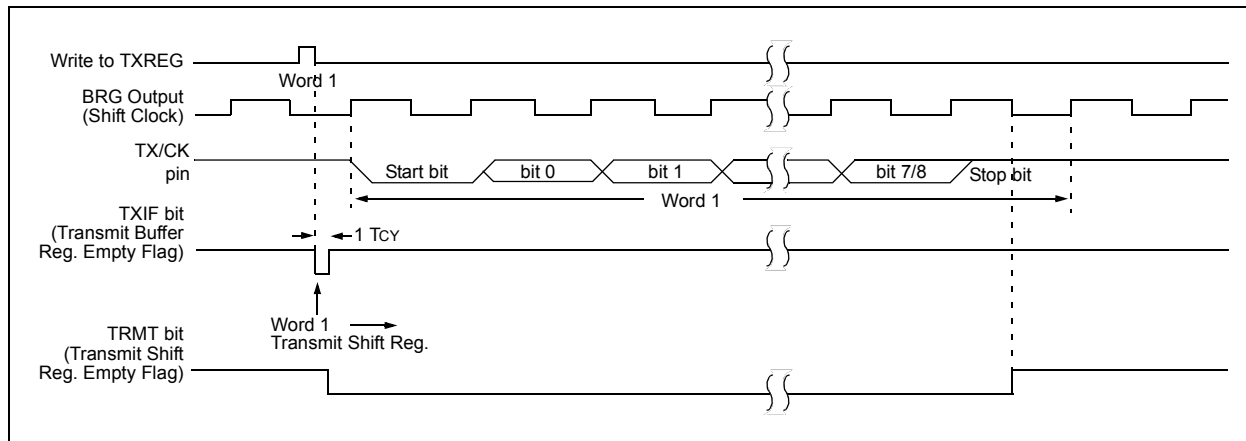 Write to TXREG
Word 1
BRG Output
(Shift Clock)
TX/CK
pin
Start bit
bit 0
bit 1
bit 7/8
Stop bit
Word 1
TXIF bit
(Transmit Buffer
Reg. Empty Flag)
1 TCY
Word 1
Transmit Shift Reg.
TRMT bit
(Transmit Shift
Reg. Empty Flag)